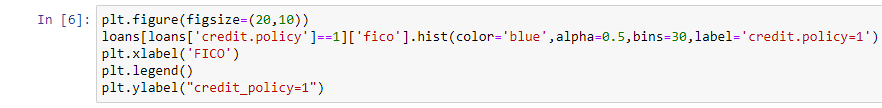 In [6]: plt.figure(figsize=(20,10))
loans[loans['credit.policy']==1]['fico'].hist(color='blue',alpha=0.5,bins=30,label='credit.policy=1')
plt.xlabel('FICO')
plt.legend()
plt.ylabel("credit_policy=1")